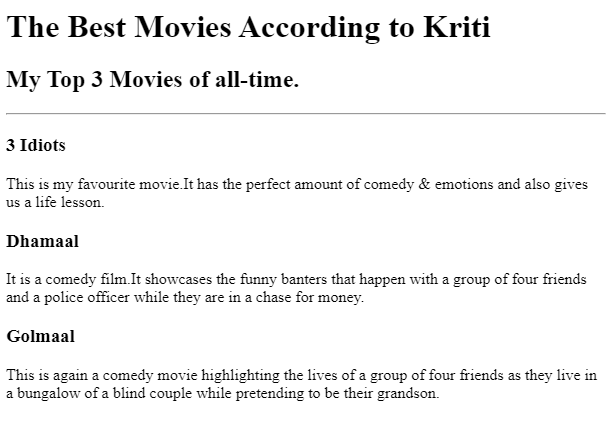 The Best Movies According to Kriti
My Top 3 Movies of all-time.
3 Idiots
This is my favourite movie.It has the perfect amount of comedy & emotions and also gives
us a life lesson.
Dhamaal
It is a comedy film.It showcases the funny banters that happen with a group of four friends
and a police officer while they are in a chase for money.
Golmaal
This is again a comedy movie highlighting the lives of a group of four friends as they live in
a bungalow of a blind couple while pretending to be their grandson.